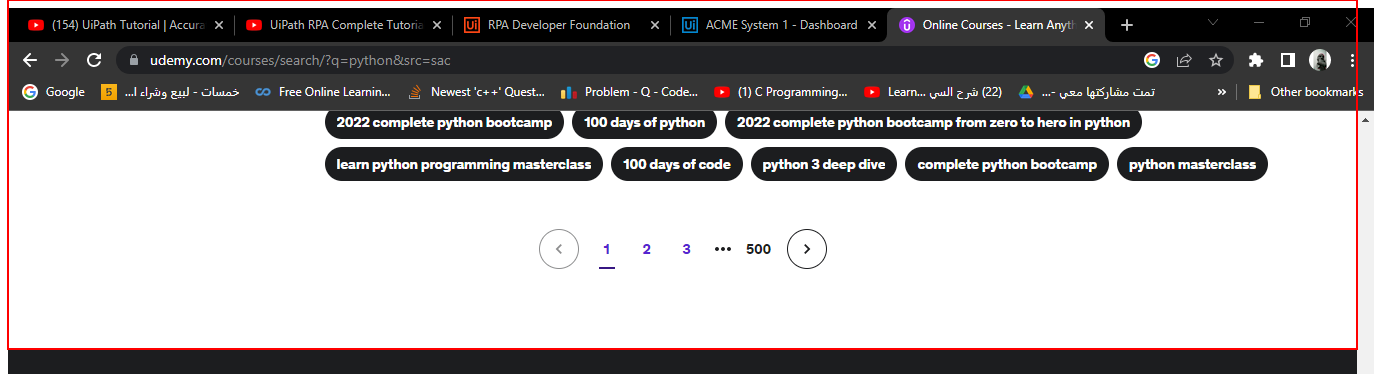 (154) UiPath Tutorial | Accura UiPath RPA Complete Tutoria RPA Developer Foundation ACME System 1 - Dashboard Online Courses - Learn Anyth
udemy.com/courses/search/?q=python&src=sac
Google خمسات - لبيع وشراء ا... Free Online Learnin... Newest 'c++' Quest... Problem - Q - Code... (1) C Programming... (22) شرح السي ...Learn تمت مشاركتها معي -... » Other bookmarks
2022 complete python bootcamp 100 days of python 2022 complete python bootcamp from zero to hero in python
learn python programming masterclass 100 days of code python 3 deep dive complete python bootcamp python masterclass
1 2 3 ••• 500